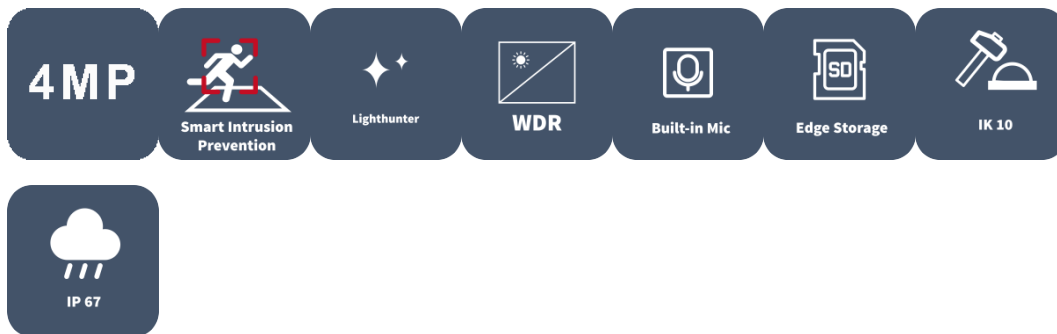 4MP
Smart Intrusion
Prevention
Lighthunter
WDR
Built-in Mic
SD
Edge Storage
IK 10
IP 67